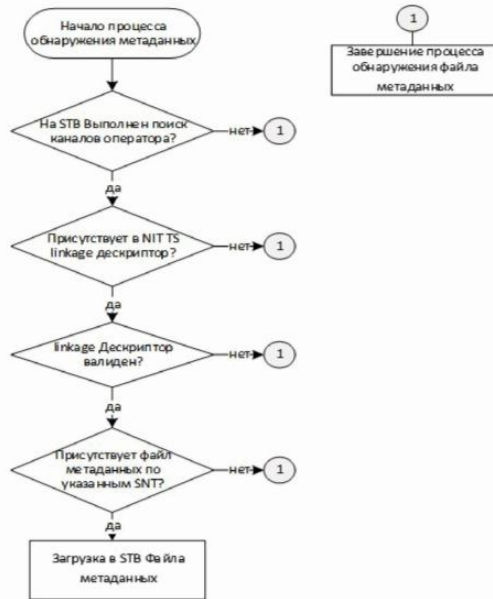 Начало процесса
обнаружения метаданных
1
Завершение процесса
обнаружения файла
метаданных
На STB Выполнен поиск
каналов оператора?
нет
1
да
Присутствует в NIT TS
linkage дескриптор?
нет
1
да
linkage Дескриптор
валиден?
нет
1
да
Присутствует файл
метаданных по
указанным SNT?
нет
1
да
Загрузка в STB Файла
метаданных